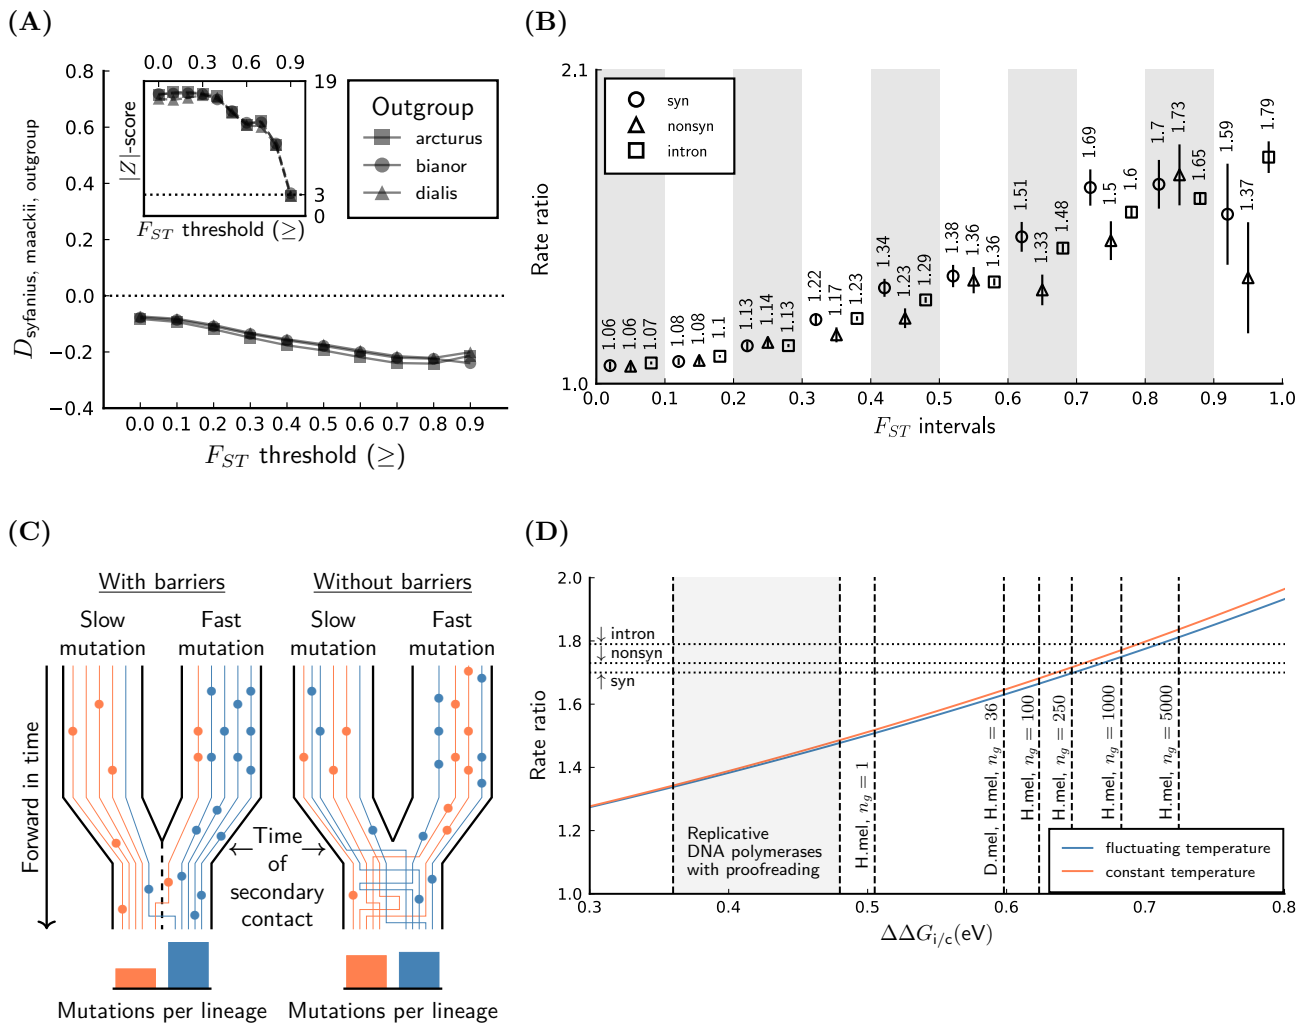 (A)
0.0 0.3 0.6 0.9
0.8
0.6
0.4
0.2
0.0
−0.2
−0.4
D syfanius, maackii, outgroup
|Z|-score
19
3
0
F_ST threshold (≥)
Outgroup
arcturus
bianor
dialis
0.0 0.1 0.2 0.3 0.4 0.5 0.6 0.7 0.8 0.9
F_ST threshold (≥)
(B)
2.1
1.0
Rate ratio
syn
nonsyn
intron
1.06 1.06 1.07
1.08 1.08 1.1
1.13 1.14 1.13
1.22 1.17 1.23
1.34 1.23 1.29
1.38 1.36 1.36
1.51 1.33 1.48
1.69 1.5 1.6
1.7 1.73 1.65
1.59 1.37 1.79
0.0 0.1 0.2 0.3 0.4 0.5 0.6 0.7 0.8 0.9 1.0
F_ST intervals
(C)
With barriers
Without barriers
Slow
mutation
Fast
mutation
Slow
mutation
Fast
mutation
Forward in time
←Time→
of
secondary
contact
Mutations per lineage
Mutations per lineage
(D)
2.0
1.8
1.6
1.4
1.2
1.0
Rate ratio
↓ intron
↓ nonsyn
↑ syn
Replicative
DNA polymerases
with proofreading
H.mel, n_g = 1
D.mel, H.mel, n_g = 36
H.mel, n_g = 100
H.mel, n_g = 250
H.mel, n_g = 1000
H.mel, n_g = 5000
fluctuating temperature
constant temperature
0.3 0.4 0.5 0.6 0.7 0.8
ΔΔG_i/c(eV)